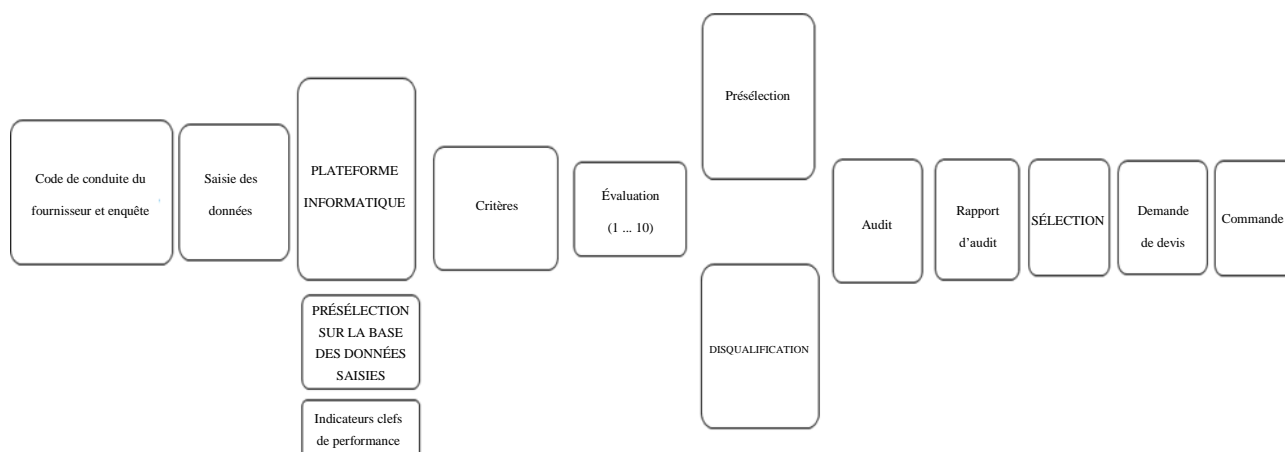 Code de conduite du
fournisseur et enquête
Saisie des
données
PLATEFORME
INFORMATIQUE
PRÉSÉLECTION
SUR LA BASE
DES DONNÉES
SAISIES
Indicateurs clefs
de performance
Critères
Évaluation
(1 ... 10)
Présélection
DISQUALIFICATION
Audit
Rapport
d’audit
SÉLECTION
Demande
de devis
Commande